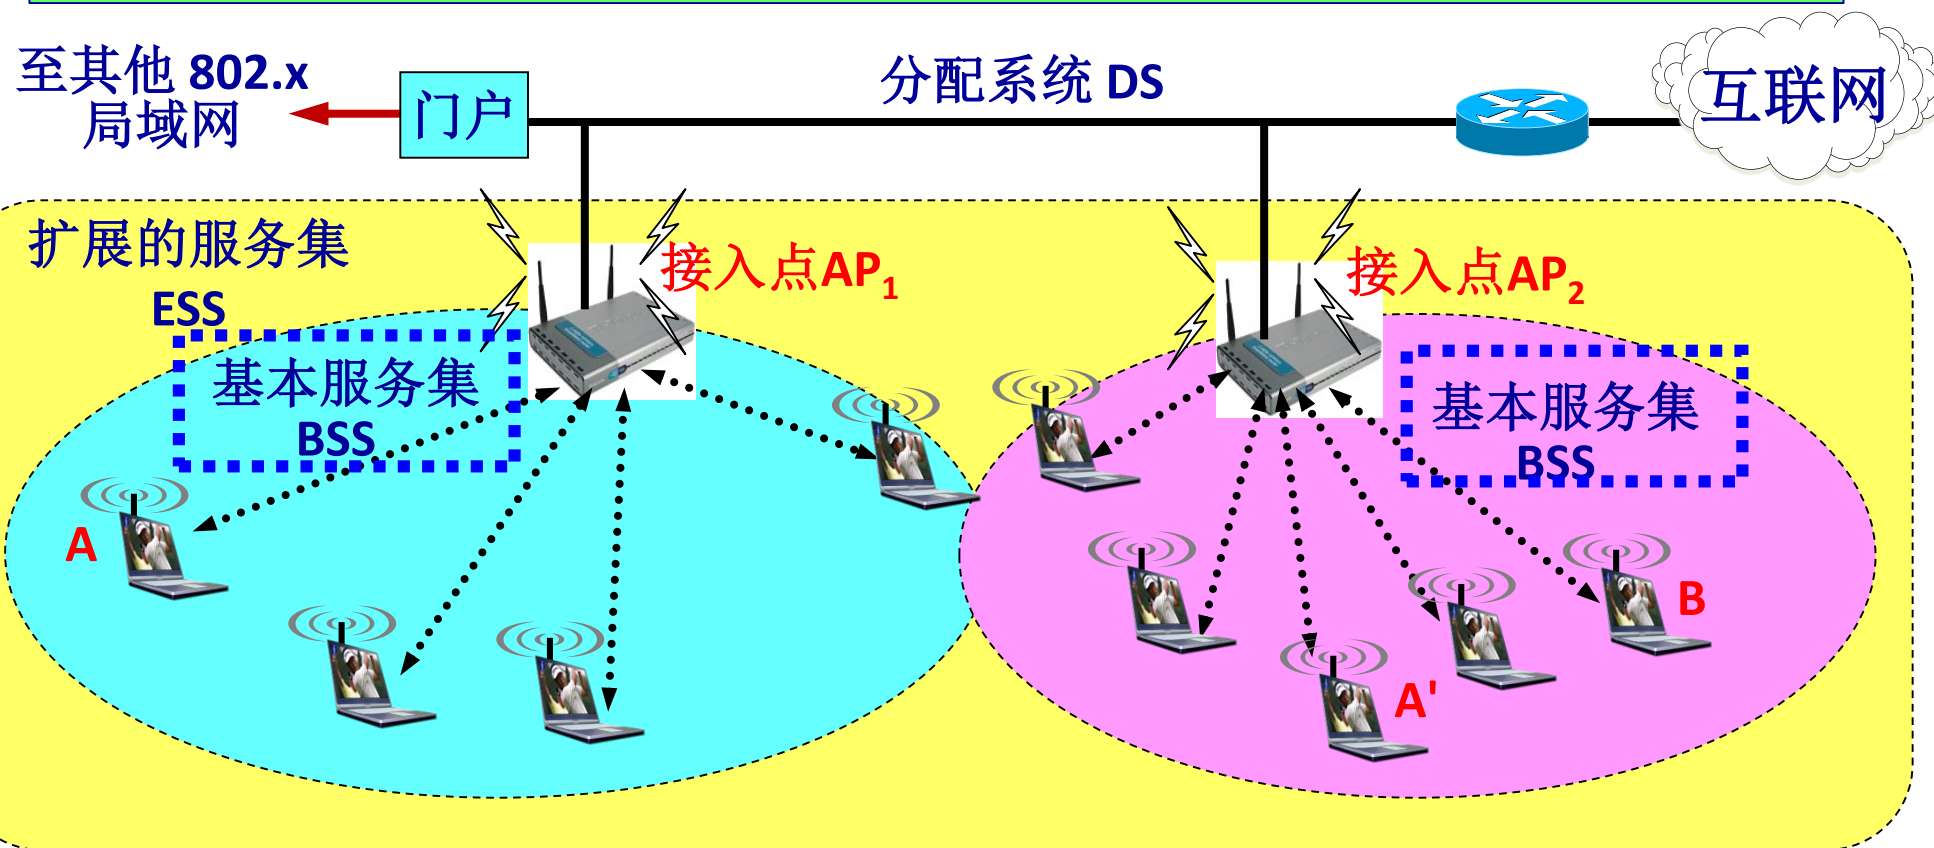 至其他 802.x
局域网
门户
分配系统 DS
互联网
扩展的服务集
ESS
接入点AP₁
接入点AP₂
基本服务集
BSS
基本服务集
BSS
A
B
A'